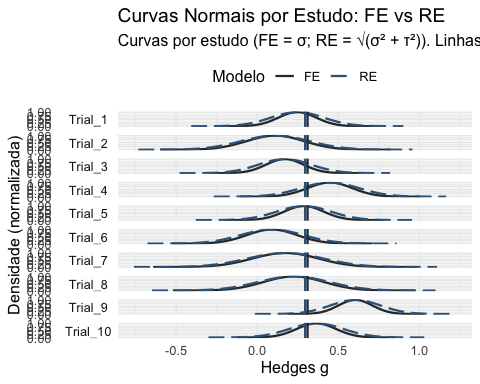 Curvas Normais por Estudo: FE vs RE
Curvas por estudo (FE = σ; RE = √(σ² + τ²)). Linhas
Modelo FE RE
Densidade (normalizada)
Trial_1
Trial_2
Trial_3
Trial_4
Trial_5
Trial_6
Trial_7
Trial_8
Trial_9
Trial_10
-0.5 0.0 0.5 1.0
Hedges g